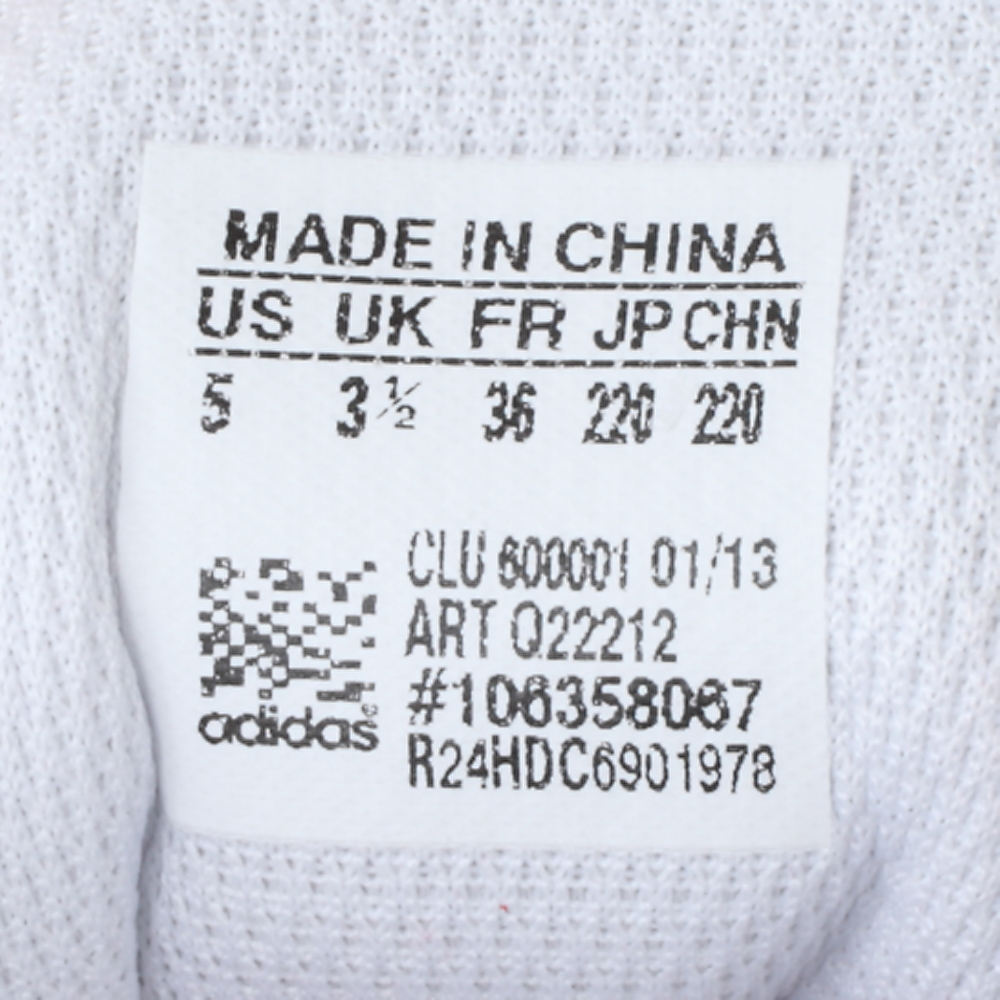 MADE IN CHINA
US UK FR JP CHN
5 3½ 36 220 220
CLU 600001 01/13
ART Q22212
#106358067
R24HDC6901978
adidas